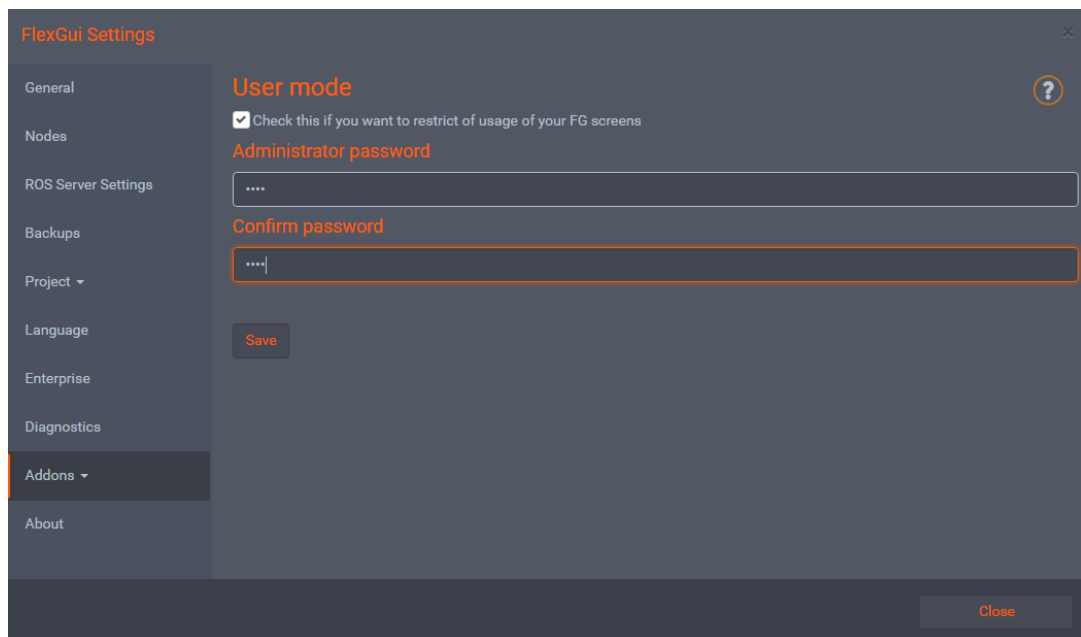 FlexGui Settings
×
General
Nodes
ROS Server Settings
Backups
Project
Language
Enterprise
Diagnostics
Addons
About
User mode
?
Check this if you want to restrict of usage of your FG screens
Administrator password
••••
Confirm password
••••
Save
Close